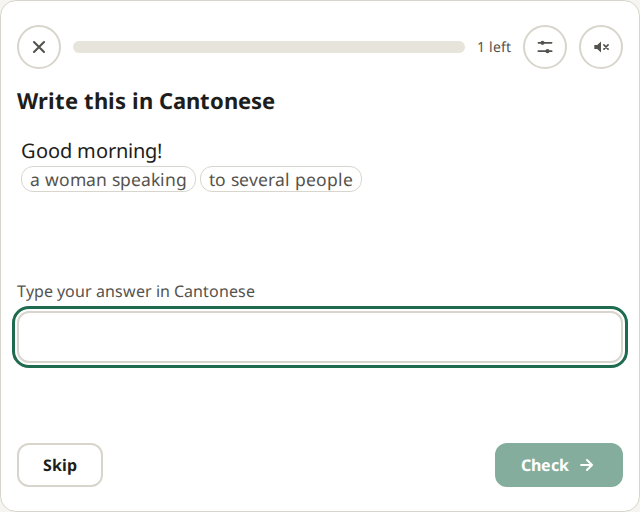 1 left
Write this in Cantonese
Good morning!
a woman speaking to several people
Type your answer in Cantonese
Skip
Check